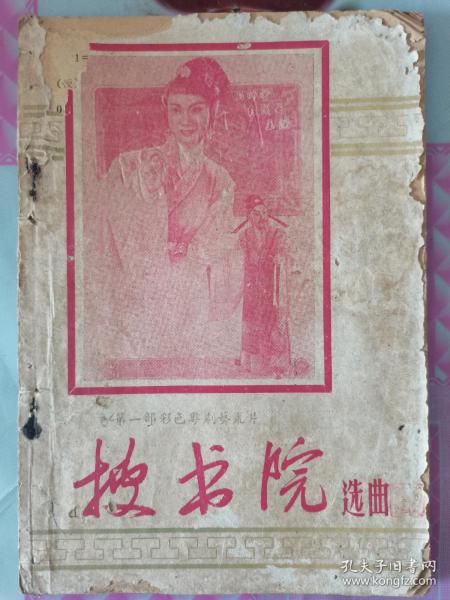 1=
第一部彩色粤剧艺术片
搜书院 选曲
孔夫子旧书网
www.kongfz.com